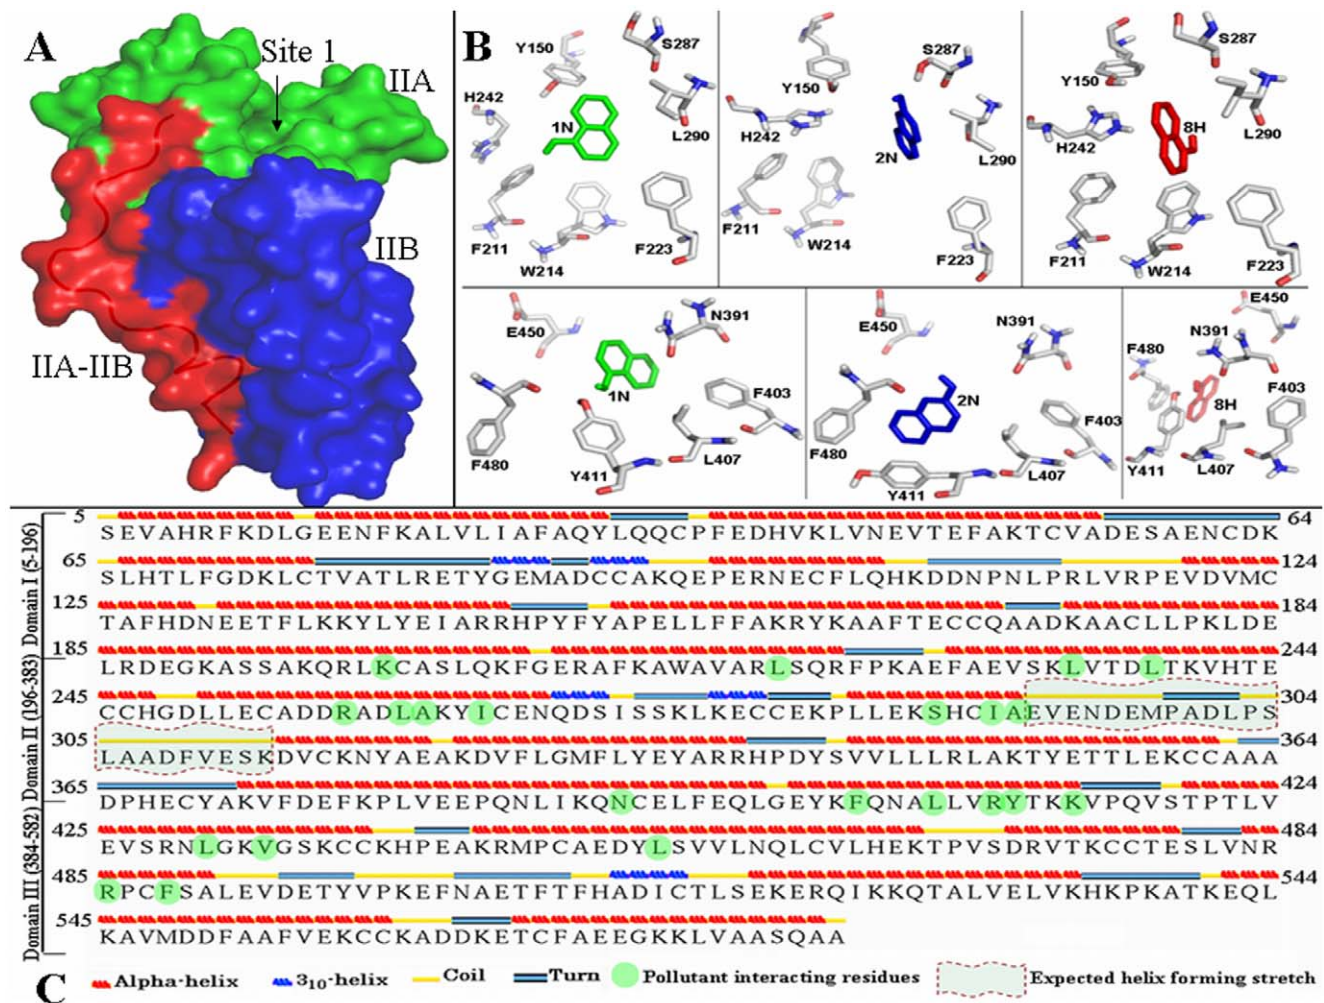 A
Site 1
IIA
IIB
IIA-IIB
B
Y150
S287
H242
1N
L290
F211
W214
F223
Y150
S287
H242
2N
L290
F211
W214
F223
Y150
S287
H242
8H
L290
F211
W214
F223
E450
N391
1N
F403
F480
Y411
L407
E450
N391
2N
F403
F480
Y411
L407
E450
N391
F480
F403
8H
Y411
L407
Domain I (5-196)
Domain II (196-383)
Domain III (384-582)
5 SEVAHRFKDLGEENFKALVLIAFAQYLQQCPFEDHVKLVNEVTEFAKTCVADESAENCDK 64
65 SLHTLFGDKLCTVATLRETYGEMADCCAKQEPERNECFLQHKDDNPNLPRLVRPEVDVMC 124
125 TAFHDNEETFLKKYLYEIARRHPYFYAPELLFFAKRYKAAFTECCQAADKAACLLPKLDE 184
185 LRDEGKASSAKQRLKCASLQKFGERAFKAWAVARLSQRFPKAEFAEVSKLVTDLTKVHTE 244
245 CCHGDLLECADDRADLAKYICENQDSISSKLKECCEKPLLEKSHCIAEVENDEMPADLPS 304
305 LAADFVESKDVCKNYAEAKDVFLGMFLYEYARRHPDYSVVLLLRLAKTYETTLEKCCAAA 364
365 DPHECYAKVFDEFKPLVEEPQNLIKQNCELFEQLGEYKFQNALLVRYTKKVPQVSTPTLV 424
425 EVSRNLGKVGSKCCKHPEAKRMPCAEDYLSVVLNQLCVLHEKTPVSDRVTKCCTESLVNR 484
485 RPCFSALEVDETYVPKEFNAETFTFHADICTLSEKERQIKKQTALVELVKHKPKATKEQL 544
545 KAVMDDFAAFVEKCCKADDKETCFAEEGKKLVAASQAA
C Alpha-helix 3₁₀-helix Coil Turn Pollutant interacting residues Expected helix forming stretch